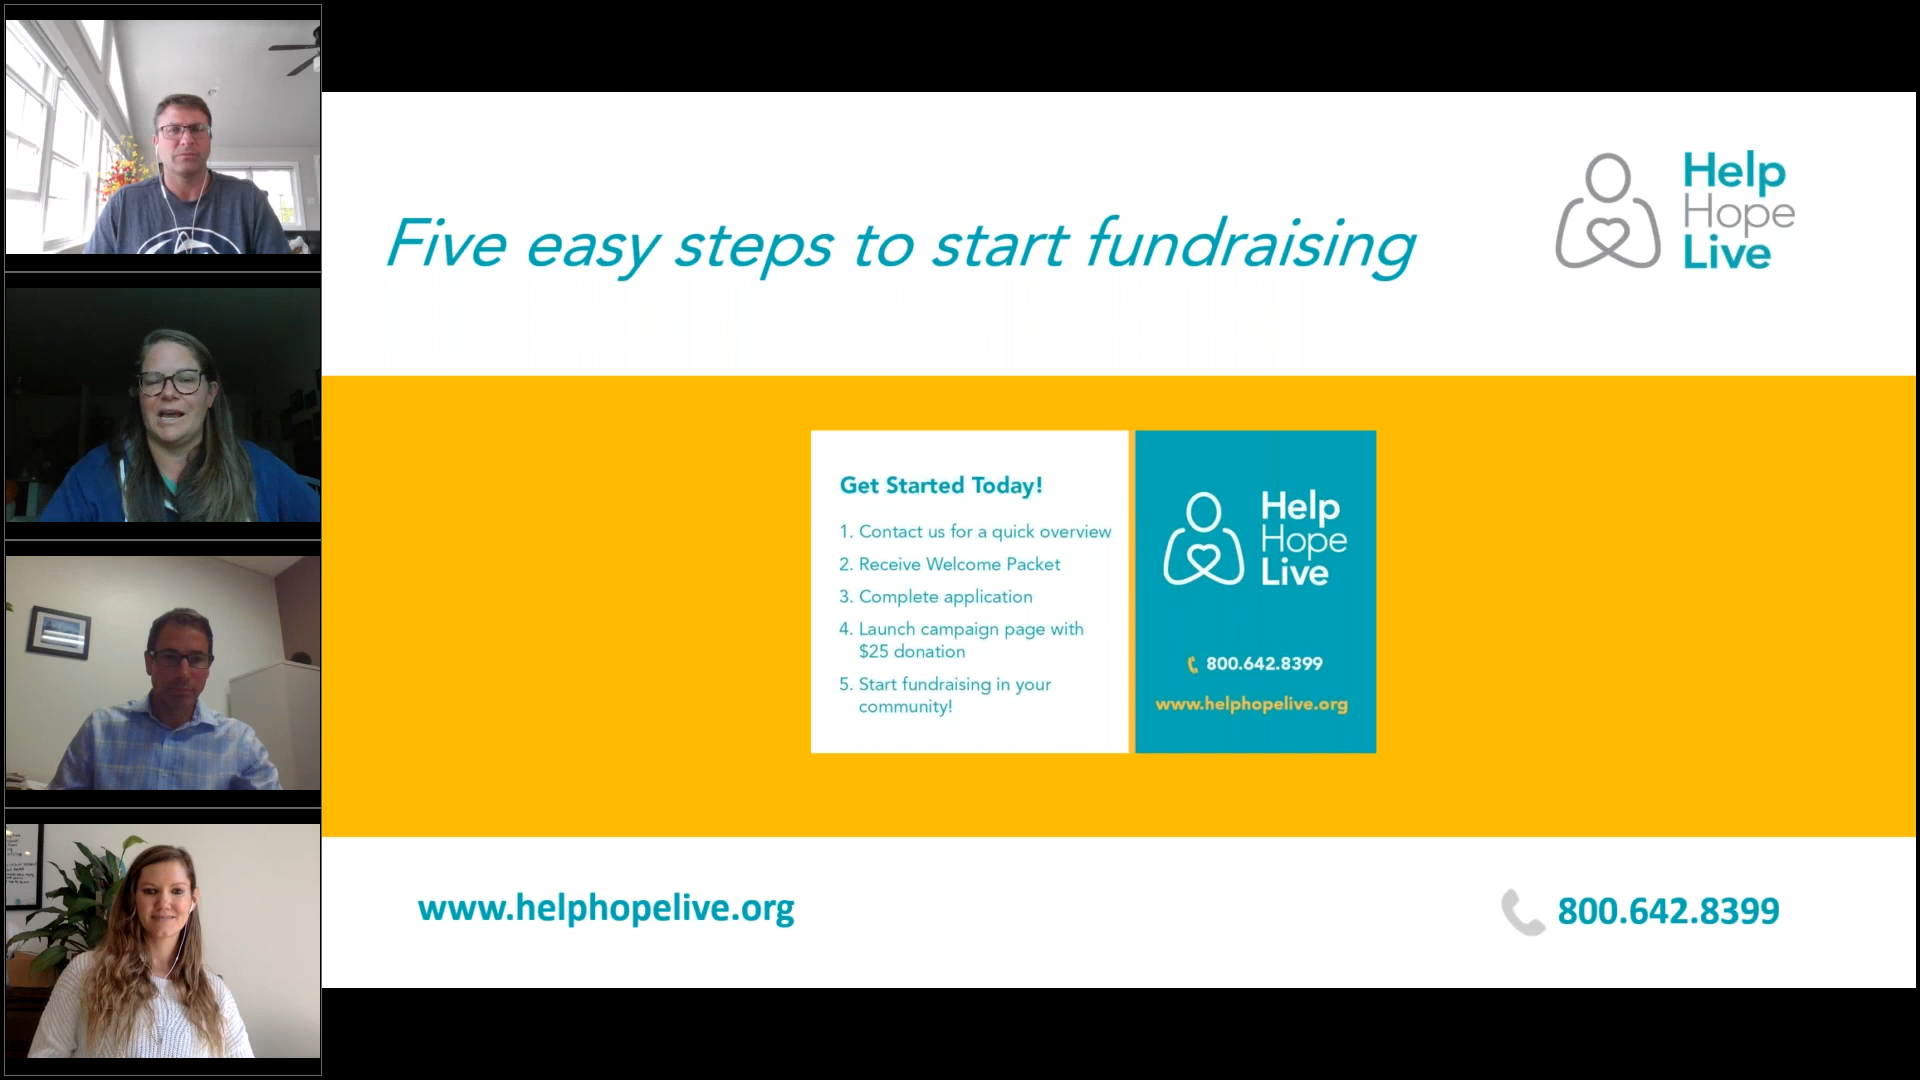 Five easy steps to start fundraising
Help
Hope
Live
Get Started Today!
1. Contact us for a quick overview
2. Receive Welcome Packet
3. Complete application
4. Launch campaign page with
$25 donation
5. Start fundraising in your
community!
Help
Hope
Live
800.642.8399
www.helphopelive.org
www.helphopelive.org
800.642.8399